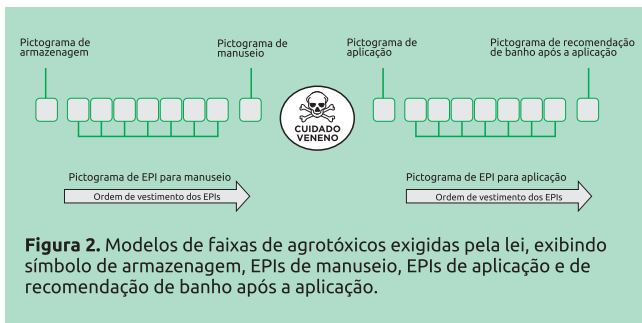 Pictograma de
armazenagem
Pictograma de
manuseio
Pictograma de
aplicação
Pictograma de recomendação
de banho após a aplicação
CUIDADO
VENENO
Pictograma de EPI para manuseio
Ordem de vestimento dos EPIs
Pictograma de EPI para aplicação
Ordem de vestimento dos EPIs
Figura 2. Modelos de faixas de agrotóxicos exigidas pela lei, exibindo
símbolo de armazenagem, EPIs de manuseio, EPIs de aplicação e de
recomendação de banho após a aplicação.